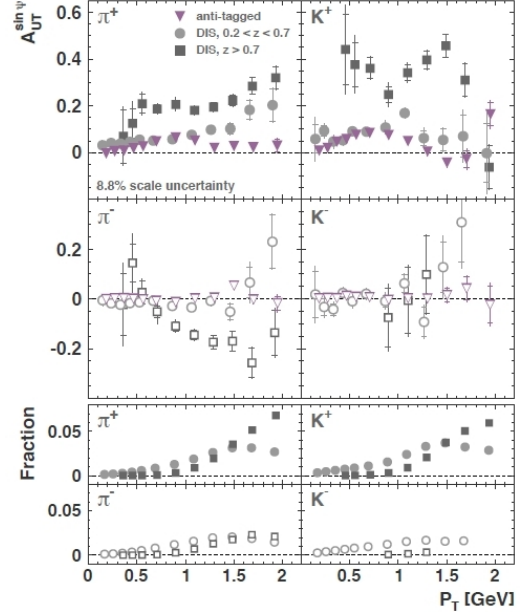 A_UT^sin ψ
0.6
0.4
0.2
0
π+
K+
anti-tagged
DIS, 0.2 < z < 0.7
DIS, z > 0.7
8.8% scale uncertainty
π-
K-
0.2
0
-0.2
Fraction
π+
K+
0.05
0
π-
K-
0.05
0
0 0.5 1 1.5 2 0.5 1 1.5 2
P_T [GeV]